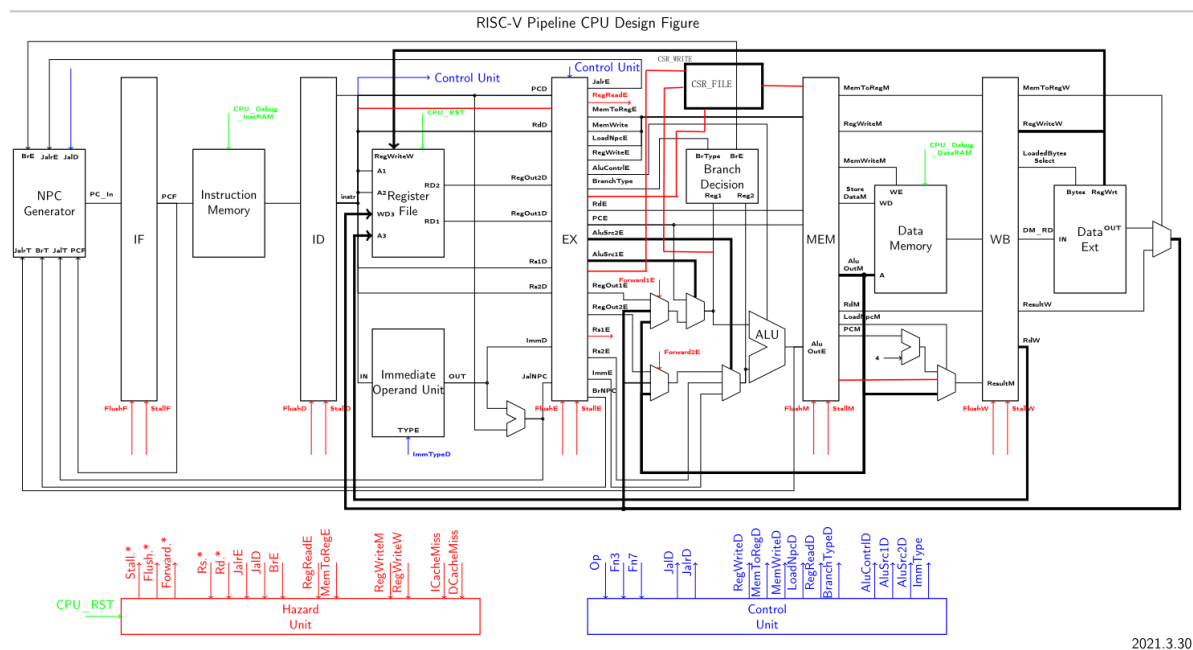 RISC-V Pipeline CPU Design Figure
BrE
JalrE
JalD
NPC
Generator
JalrT
BrT
JalT
PCF
PC_In
IF
FlushF
StallF
PCF
CPU_Debug
_InstRAM
Instruction
Memory
ID
FlushD
StallD
instr
Control Unit
CPU_RST
RegWriteW
A1
A2
WD3
A3
Register
File
RD2
RD1
RegOut2D
RegOut1D
PCD
RdD
Rs1D
Rs2D
ImmD
JalNPC
IN
Immediate
Operand Unit
OUT
TYPE
ImmTypeD
Control Unit
EX
FlushE
StallE
JalrE
RegReadE
MemToRegE
MemWrite
LoadNpcE
RegWriteE
AluContrlE
BranchType
RdE
PCE
AluSrc2E
AluSrc1E
RegOut1E
RegOut2E
Rs1E
Rs2E
ImmE
BrNPC
CSR_WRITE
CSR_FILE
BrType
BrE
Branch
Decision
Reg1
Reg2
Forward1E
Forward2E
ALU
Alu
OutE
MEM
FlushM
StallM
MemToRegM
RegWriteM
MemWriteM
Store
DataM
Alu
OutM
RdM
LoadNpcM
PCM
4
CPU_Debug
_DataRAM
WE
WD
Data
Memory
A
ResultM
WB
FlushW
StallW
MemToRegW
RegWriteW
LoadedBytes
Select
DM_RD
ResultW
RdW
Bytes
RegWrt
IN
Data
Ext
OUT
CPU_RST
Stall.*
Flush.*
Forward.*
Rs.*
Rd.*
JalrE
JalD
BrE
RegReadE
MemToRegE
RegWriteM
RegWriteW
ICacheMiss
DCacheMiss
Hazard
Unit
Op
Fn3
Fn7
JalD
JalrD
RegWriteD
MemToRegD
MemWriteD
LoadNpcD
RegReadD
BranchTypeD
AluContrlD
AluSrc1D
AluSrc2D
ImmType
Control
Unit
2021.3.30